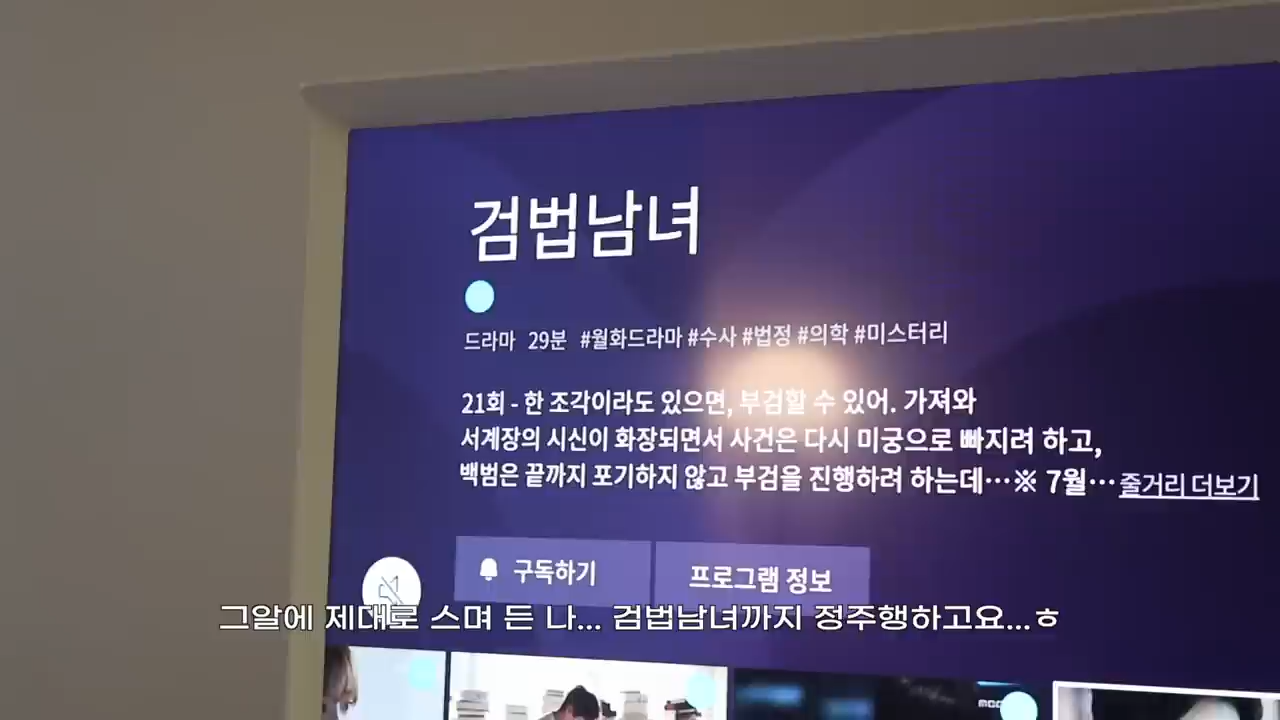 검법남녀
드라마 29분 #월화드라마 #수사 #법정 #의학 #미스터리
21회 - 한 조각이라도 있으면, 부검할 수 있어. 가져와
서계장의 시신이 화장되면서 사건은 다시 미궁으로 빠지려 하고,
백범은 끝까지 포기하지 않고 부검을 진행하려 하는데…※ 7월… 줄거리 더보기
구독하기 프로그램 정보
그알에 제대로 스며 든 나... 검법남녀까지 정주행하고요...ㅎ